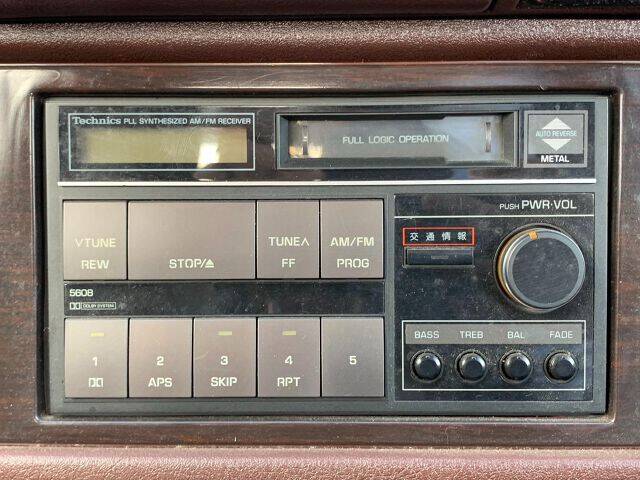 Technics PLL SYNTHESIZED AM/FM RECEIVER
FULL LOGIC OPERATION
AUTO REVERSE
METAL
PUSH PWR·VOL
交通情報
∨TUNE
REW
STOP/⏏
TUNE∧
FF
AM/FM
PROG
5608
DOLBY SYSTEM
BASS TREB BAL FADE
1
2
APS
3
SKIP
4
RPT
5